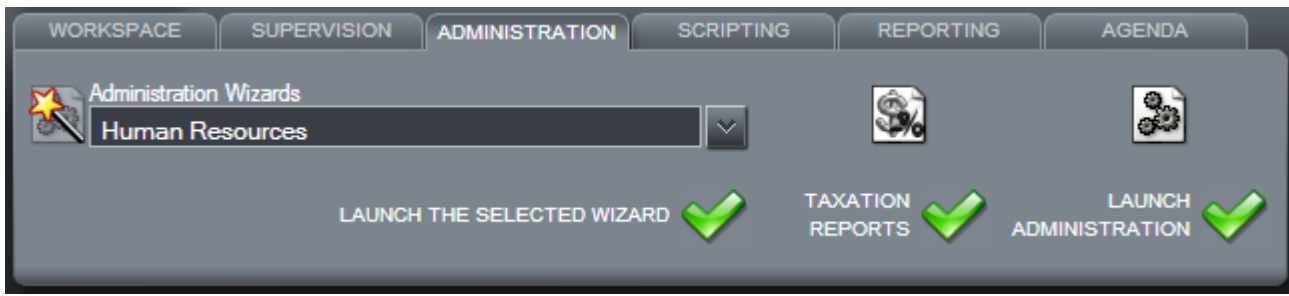 WORKSPACE
SUPERVISION
ADMINISTRATION
SCRIPTING
REPORTING
AGENDA
Administration Wizards
Human Resources
LAUNCH THE SELECTED WIZARD
TAXATION
REPORTS
LAUNCH
ADMINISTRATION